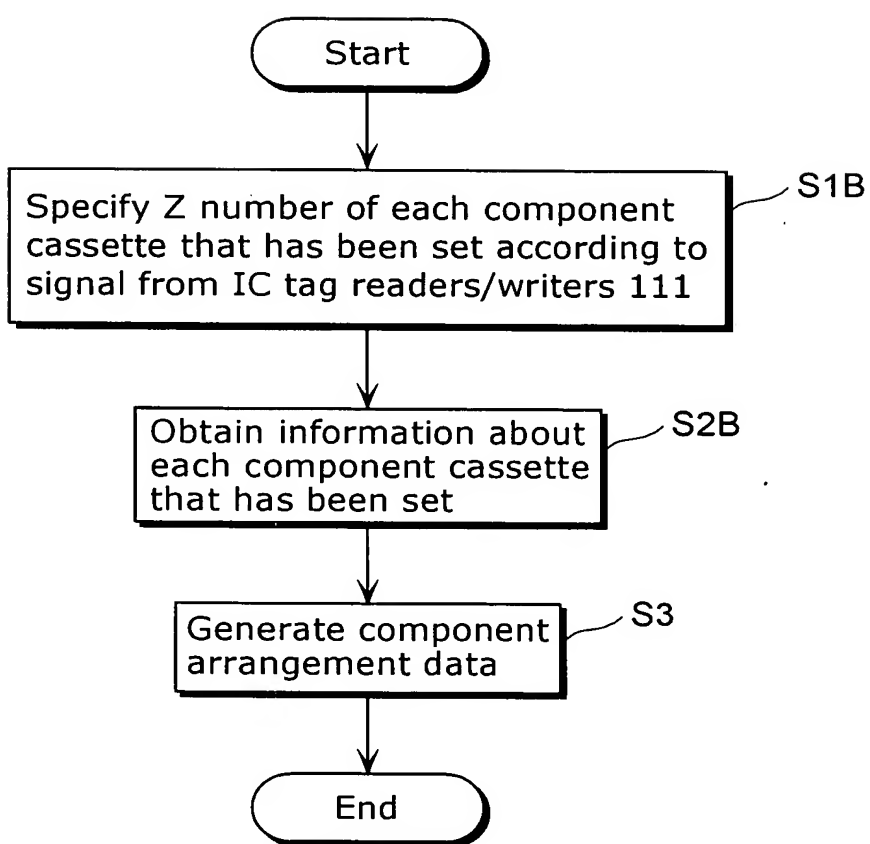 Start
Specify Z number of each component
cassette that has been set according to
signal from IC tag readers/writers 111
S1B
Obtain information about
each component cassette
that has been set
S2B
Generate component
arrangement data
S3
End